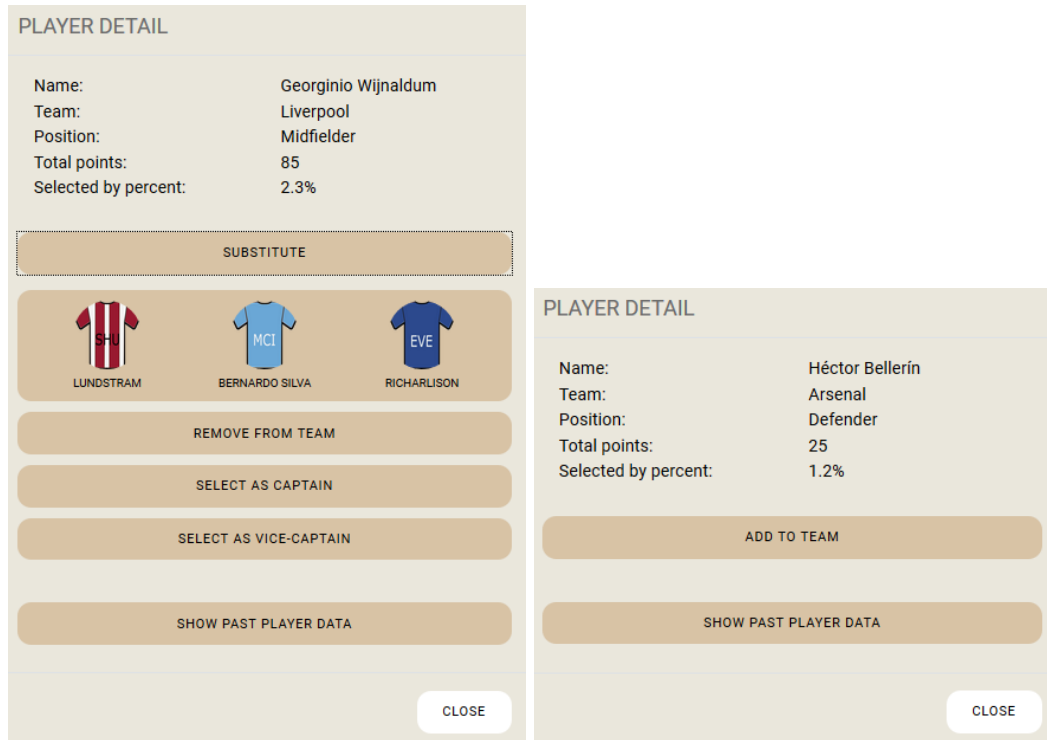 PLAYER DETAIL
Name: Georginio Wijnaldum
Team: Liverpool
Position: Midfielder
Total points: 85
Selected by percent: 2.3%
SUBSTITUTE
SHU MCI EVE
LUNDSTRAM BERNARDO SILVA RICHARLISON
REMOVE FROM TEAM
SELECT AS CAPTAIN
SELECT AS VICE-CAPTAIN
SHOW PAST PLAYER DATA
CLOSE
PLAYER DETAIL
Name: Héctor Bellerín
Team: Arsenal
Position: Defender
Total points: 25
Selected by percent: 1.2%
ADD TO TEAM
SHOW PAST PLAYER DATA
CLOSE